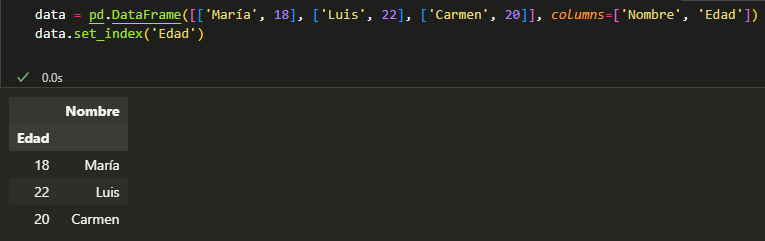 data = pd.DataFrame([['María', 18], ['Luis', 22], ['Carmen', 20]], columns=['Nombre', 'Edad'])
data.set_index('Edad')
✓ 0.0s
Nombre
Edad
18 María
22 Luis
20 Carmen